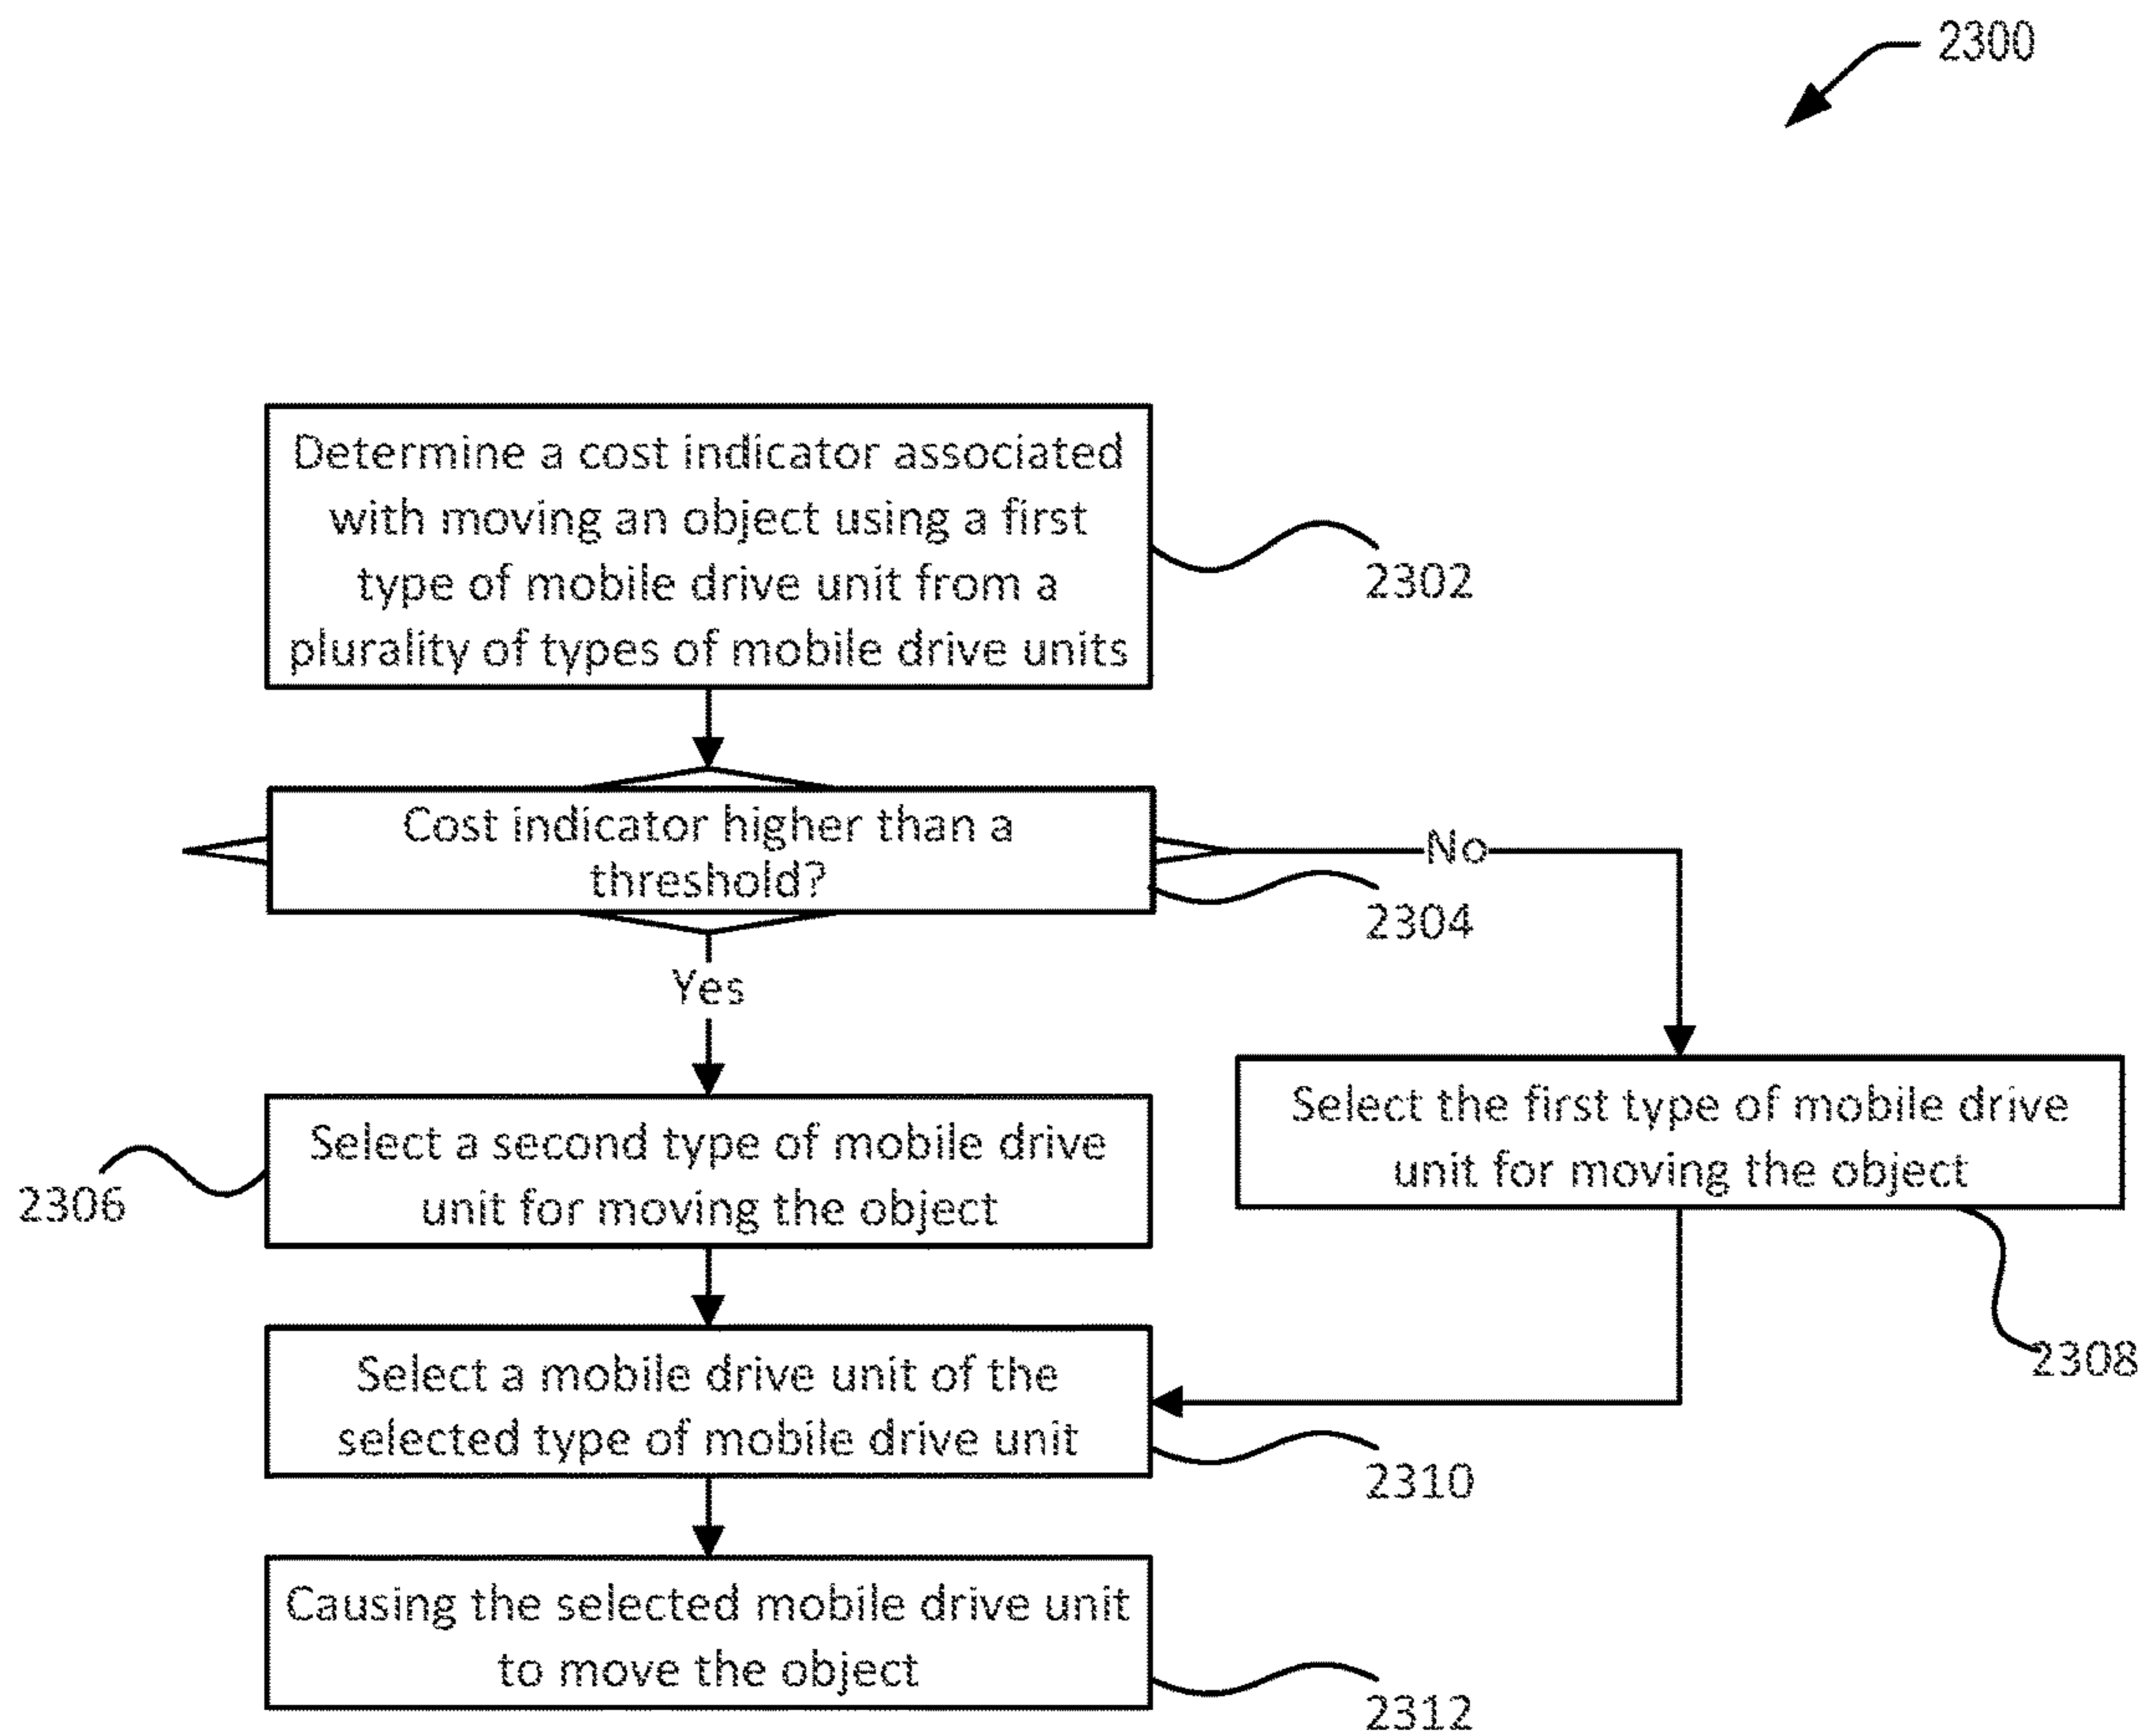 2300
Determine a cost indicator associated
with moving an object using a first
type of mobile drive unit from a
plurality of types of mobile drive units
2302
Cost indicator higher than a
threshold?
No
2304
Yes
Select the first type of mobile drive
unit for moving the object
2308
Select a second type of mobile drive
unit for moving the object
2306
Select a mobile drive unit of the
selected type of mobile drive unit
2310
Causing the selected mobile drive unit
to move the object
2312